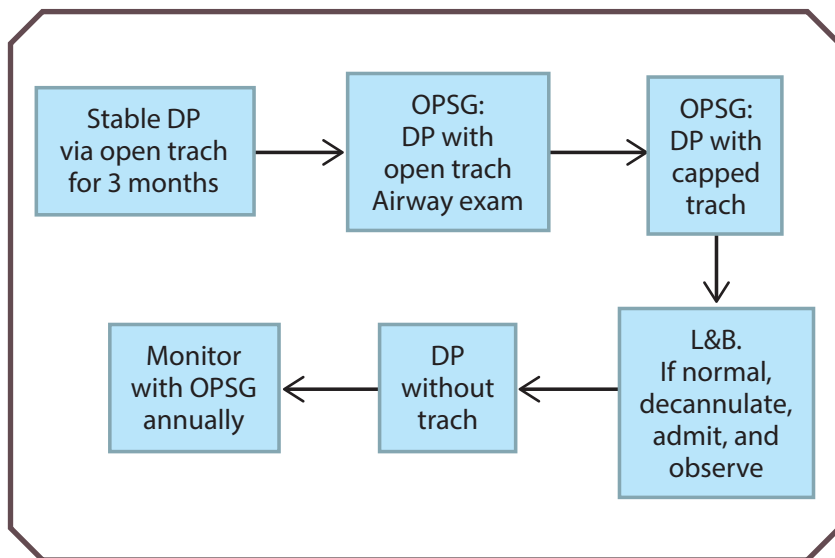 Stable DP
via open trach
for 3 months
OPSG:
DP with
open trach
Airway exam
OPSG:
DP with
capped
trach
L&B.
If normal,
decannulate,
admit, and
observe
DP
without
trach
Monitor
with OPSG
annually